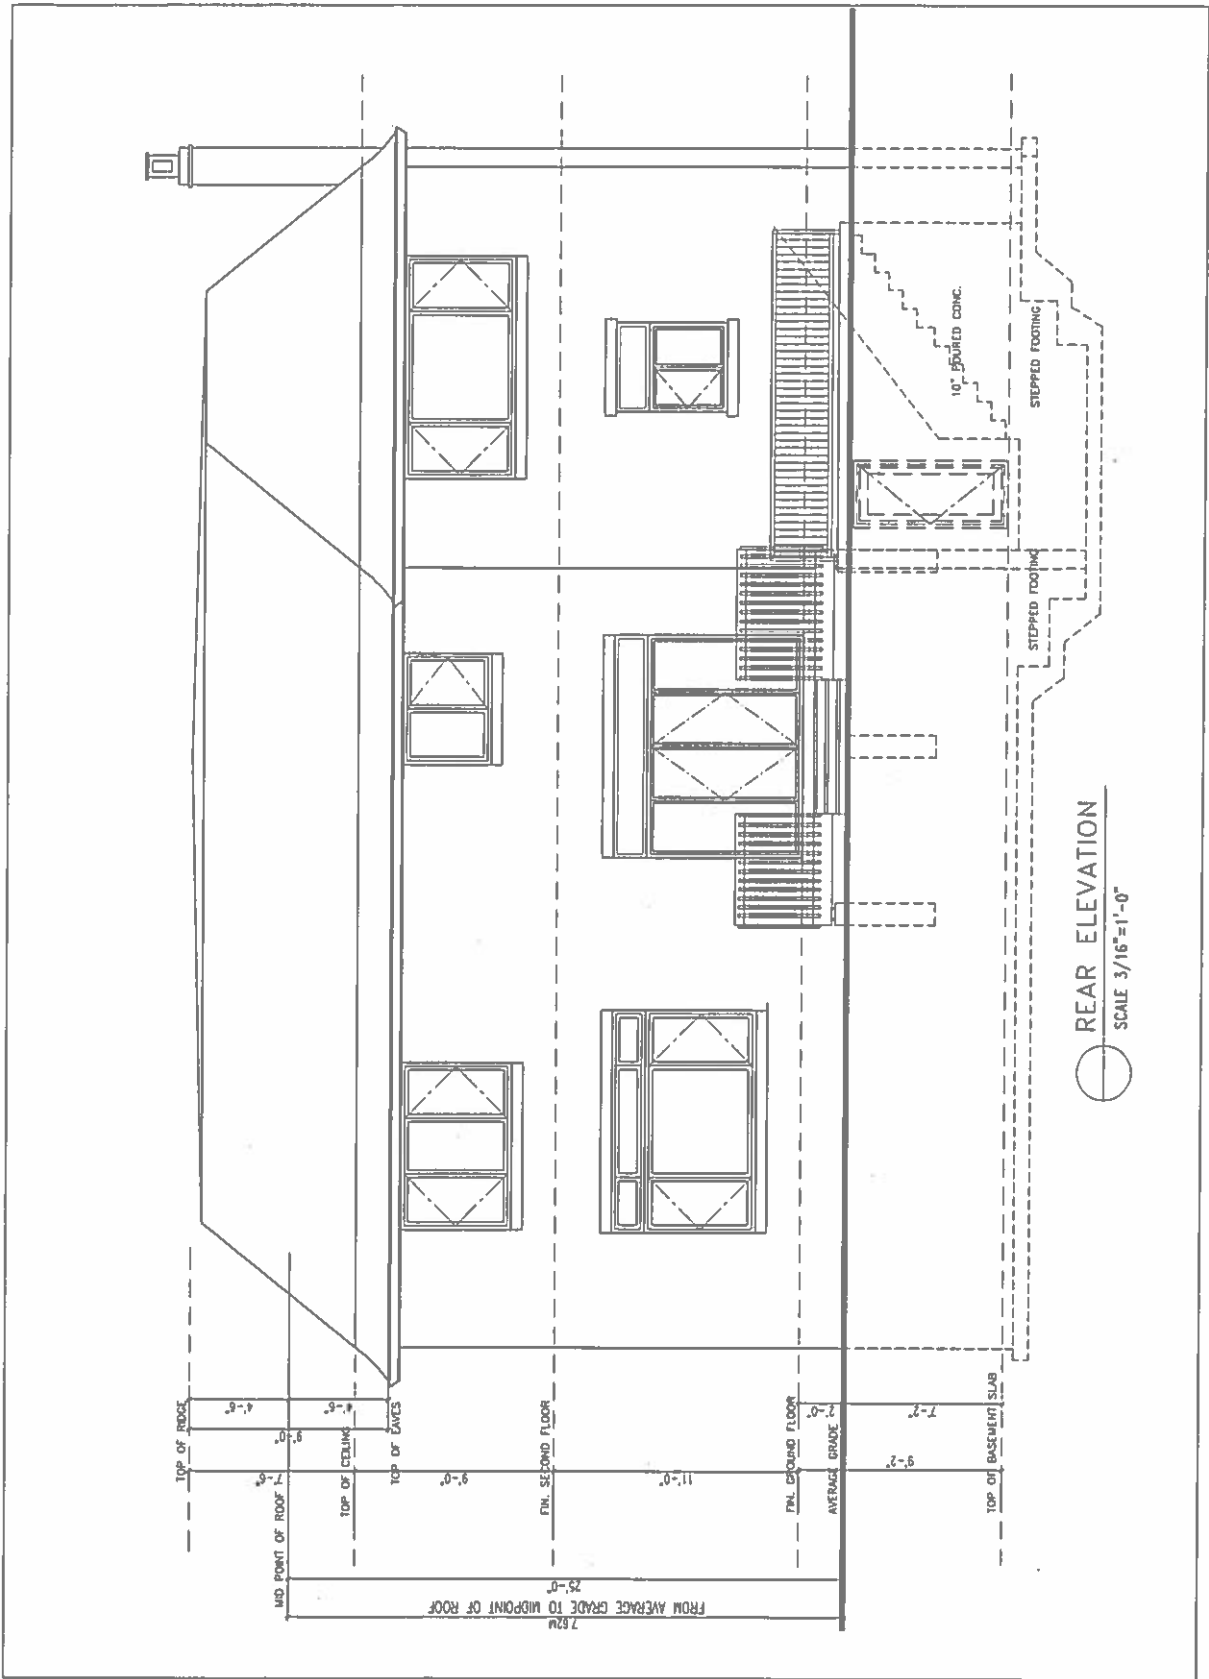 TOP OF RIDGE
MID POINT OF ROOF
TOP OF CEILING
TOP OF EAVES
FIN. SECOND FLOOR
FIN. GROUND FLOOR
AVERAGE GRADE
TOP OF BASEMENT SLAB
4'-6"
4'-6"
9'-0"
7'-6"
9'-0"
11'-0"
2'-0"
7'-2"
9'-2"
25'-0"
FROM AVERAGE GRADE TO MIDPOINT OF ROOF
7.62M
10" POURED CONC.
STEPPED FOOTING
STEPPED FOOTING
REAR ELEVATION
SCALE 3/16"=1'-0"